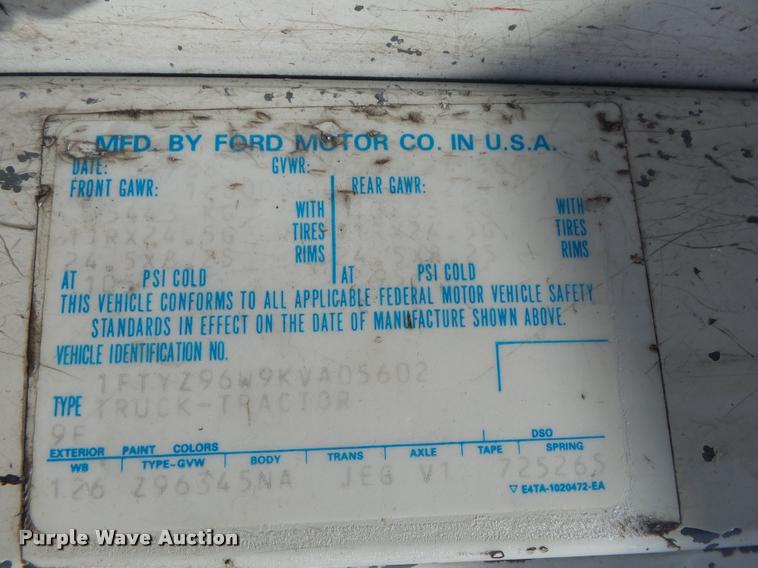 MFD. BY FORD MOTOR CO. IN U.S.A.
DATE: GVWR:
FRONT GAWR: REAR GAWR:
WITH WITH
TIRES TIRES
RIMS RIMS
AT PSI COLD AT PSI COLD
THIS VEHICLE CONFORMS TO ALL APPLICABLE FEDERAL MOTOR VEHICLE SAFETY
STANDARDS IN EFFECT ON THE DATE OF MANUFACTURE SHOWN ABOVE.
VEHICLE IDENTIFICATION NO.
1FTYZ96W9KVA05602
TYPE TRUCK-TRACTOR
9F
EXTERIOR PAINT COLORS DSO
WB TYPE-GVW BODY TRANS AXLE TAPE SPRING
126 Z96545NA JEG V1 725265
▽ E4TA-1020472-EA
Purple Wave Auction